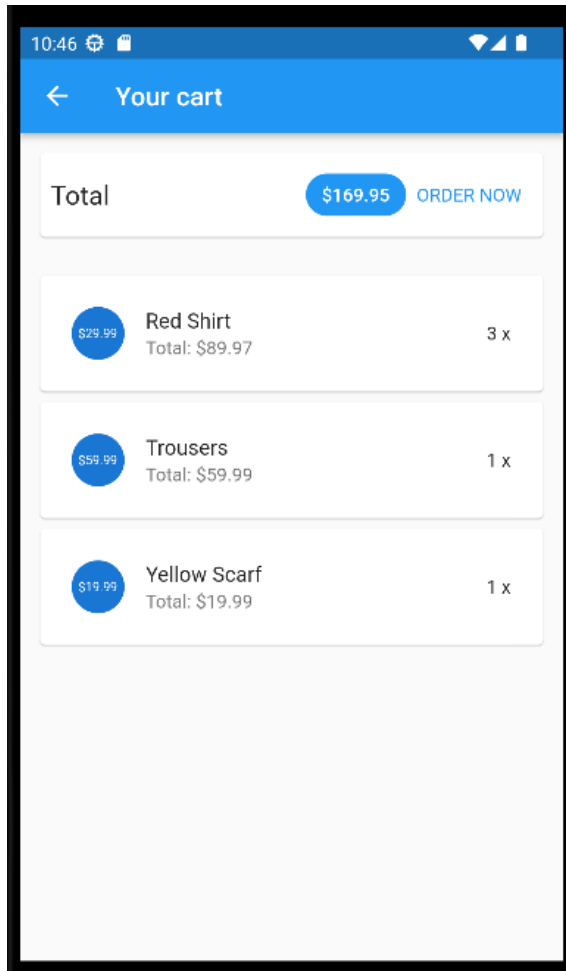 10:46
Your cart
Total $169.95 ORDER NOW
$29.99 Red Shirt 3 x
Total: $89.97
$59.99 Trousers 1 x
Total: $59.99
$19.99 Yellow Scarf 1 x
Total: $19.99